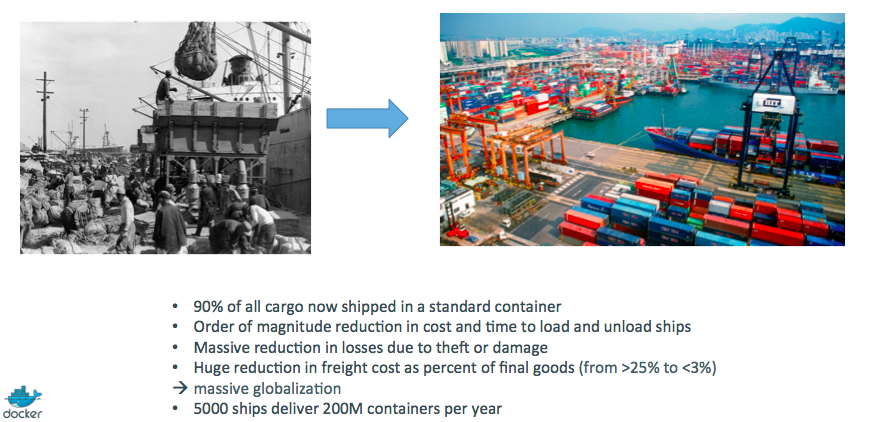 HIT
• 90% of all cargo now shipped in a standard container
• Order of magnitude reduction in cost and time to load and unload ships
• Massive reduction in losses due to theft or damage
• Huge reduction in freight cost as percent of final goods (from >25% to <3%)
→ massive globalization
• 5000 ships deliver 200M containers per year
docker